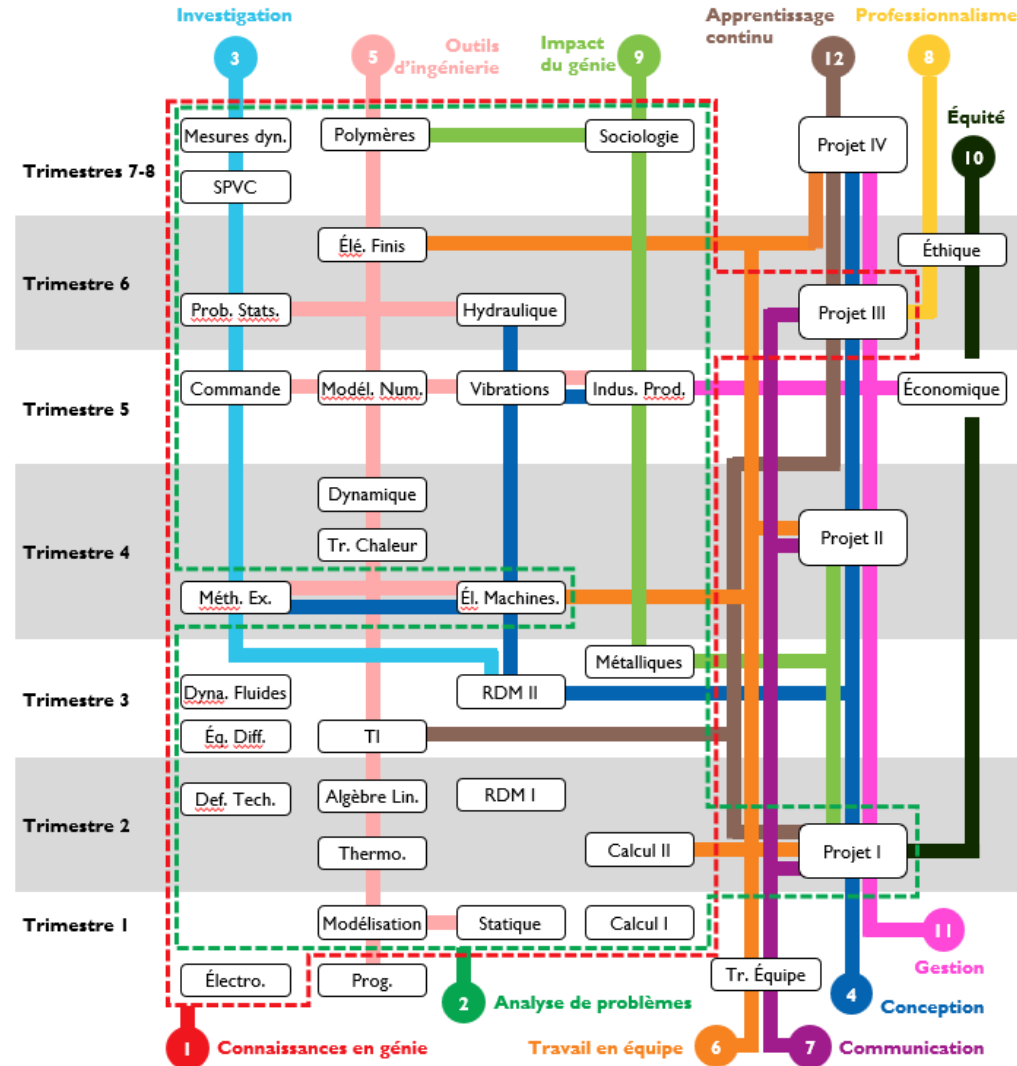 Investigation
3
Outils
d'ingénierie
5
Impact
du génie
9
Apprentissage
continu
12
Professionnalisme
8
Équité
10
Trimestres 7-8
Mesures dyn.
Polymères
Sociologie
Projet IV
SPVC
Trimestre 6
Élé. Finis
Éthique
Prob. Stats.
Hydraulique
Projet III
Trimestre 5
Commande
Modél. Num.
Vibrations
Indus. Prod.
Économique
Trimestre 4
Dynamique
Tr. Chaleur
Projet II
Méth. Ex.
Él. Machines.
Trimestre 3
Métalliques
Dyna. Fluides
RDM II
Éq. Diff.
TI
Trimestre 2
Def. Tech.
Algèbre Lin.
RDM I
Thermo.
Calcul II
Projet I
Trimestre 1
Modélisation
Statique
Calcul I
11
Gestion
Électro.
Prog.
Tr. Équipe
2
Analyse de problèmes
4
Conception
1
Connaissances en génie
Travail en équipe
6
7
Communication